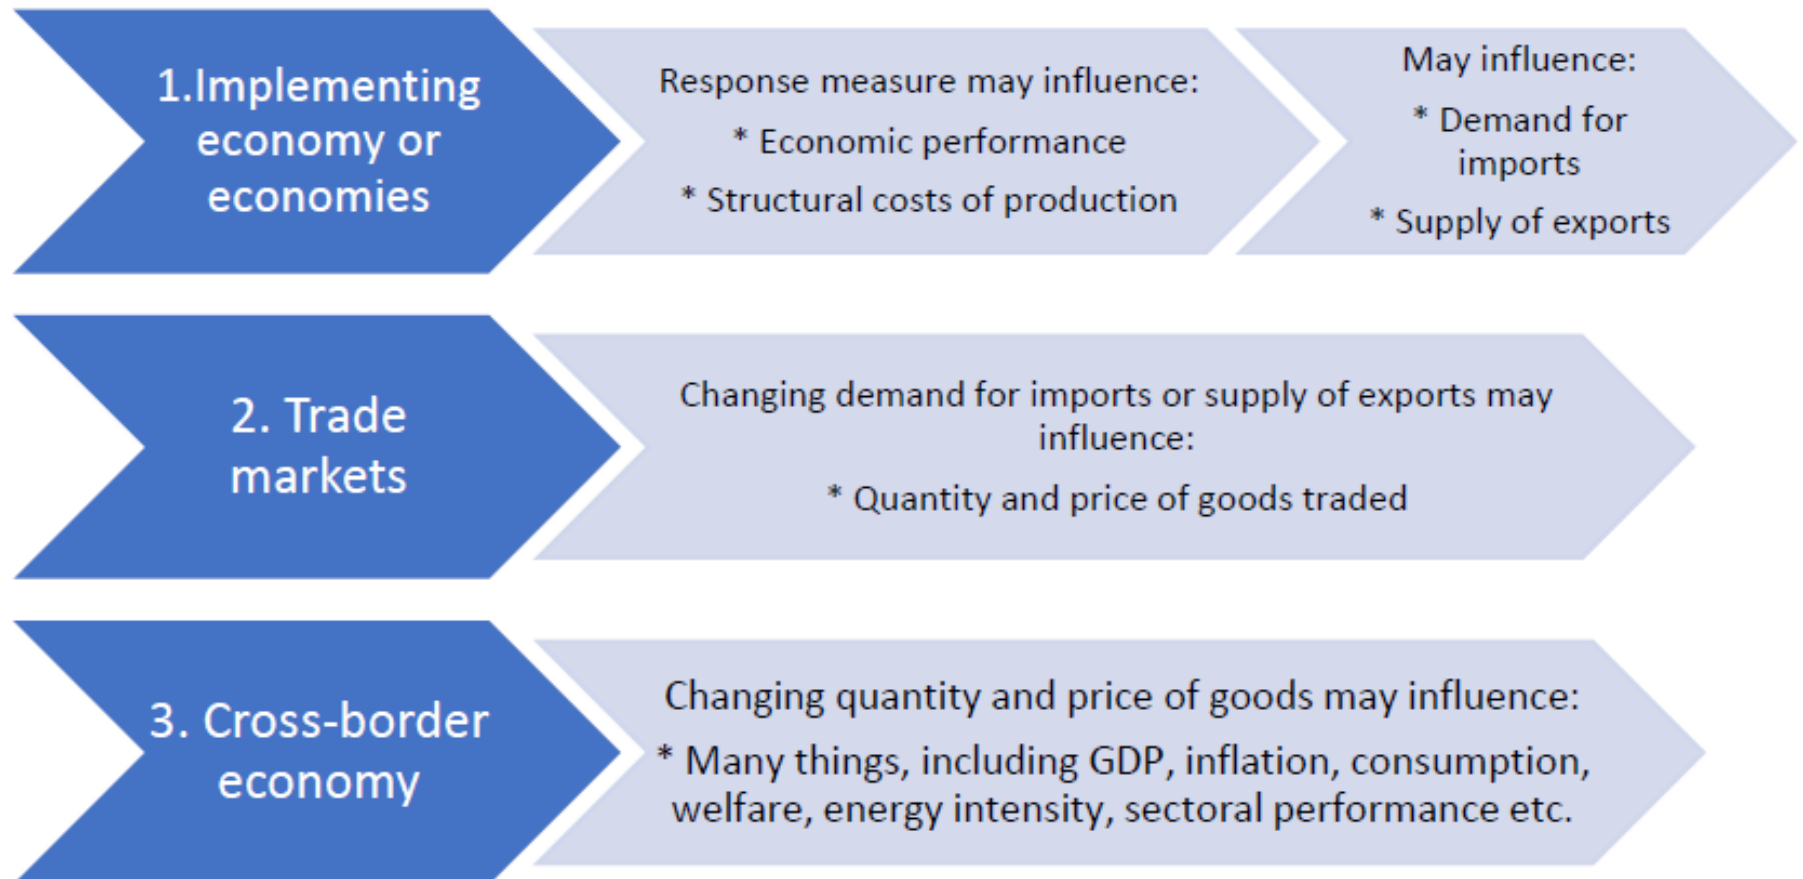 1.Implementing
economy or
economies
Response measure may influence:
* Economic performance
* Structural costs of production
May influence:
* Demand for
imports
* Supply of exports
2. Trade
markets
Changing demand for imports or supply of exports may
influence:
* Quantity and price of goods traded
3. Cross-border
economy
Changing quantity and price of goods may influence:
* Many things, including GDP, inflation, consumption,
welfare, energy intensity, sectoral performance etc.